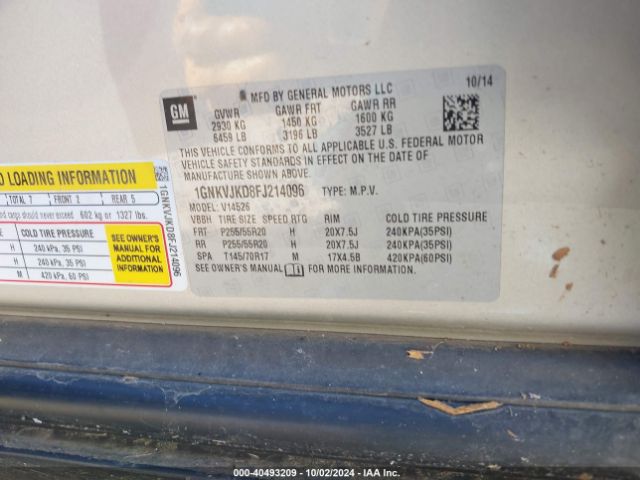 GM
MFD BY GENERAL MOTORS LLC
10/14
GVWR GAWR FRT GAWR RR
2930 KG 1450 KG 1600 KG
6459 LB 3196 LB 3527 LB
THIS VEHICLE CONFORMS TO ALL APPLICABLE U.S. FEDERAL MOTOR
VEHICLE SAFETY STANDARDS IN EFFECT ON THE DATE OF
MANUFACTURE SHOWN ABOVE.
1GNKVJKD8FJ214096 TYPE: M.P.V.
MODEL: V14526
VBBH TIRE SIZE SPEED RTG RIM COLD TIRE PRESSURE
FRT P255/55R20 H 20X7.5J 240KPA(35PSI)
RR P255/55R20 H 20X7.5J 240KPA(35PSI)
SPA T145/70R17 M 17X4.5B 420KPA(60PSI)
SEE OWNER'S MANUAL FOR MORE INFORMATION.
LOADING INFORMATION
TOTAL 7 FRONT 2 REAR 5
cargo should never exceed 602 kg or 1327 lbs.
COLD TIRE PRESSURE
H 240 kPa, 35 PSI
H 240 kPa, 35 PSI
M 420 kPa, 60 PSI
SEE OWNER'S
MANUAL FOR
ADDITIONAL
INFORMATION
1GNKVJKD8FJ214096
000-40493209 - 10/02/2024 - IAA Inc.